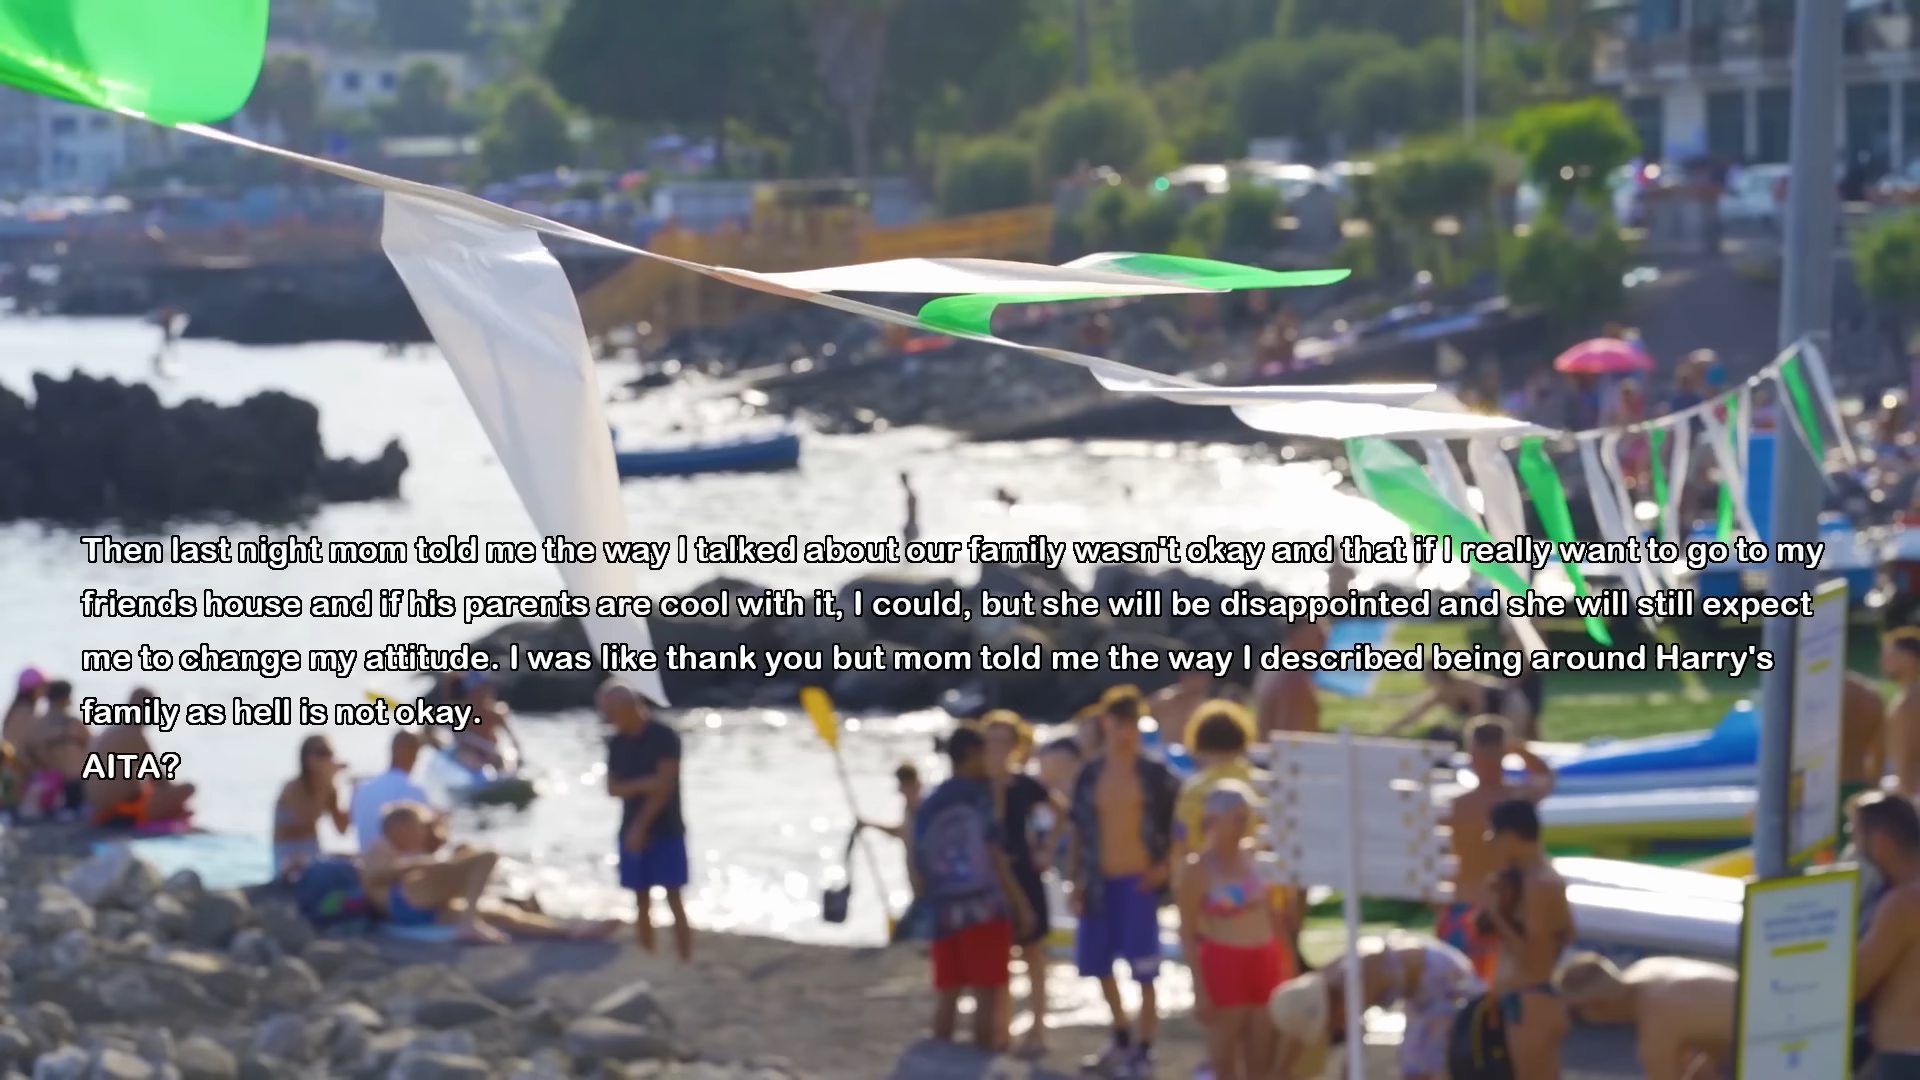 Then last night mom told me the way I talked about our family wasn't okay and that if I really want to go to my
friends house and if his parents are cool with it, I could, but she will be disappointed and she will still expect
me to change my attitude. I was like thank you but mom told me the way I described being around Harry's
family as hell is not okay.
AITA?